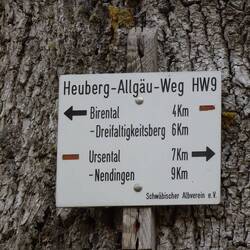 Heuberg-Allgäu-Weg HW9
Birental 4Km
-Dreifaltigkeitsberg 6Km
Ursental 7Km
-Nendingen 9Km
Schwäbischer Albverein e.V.